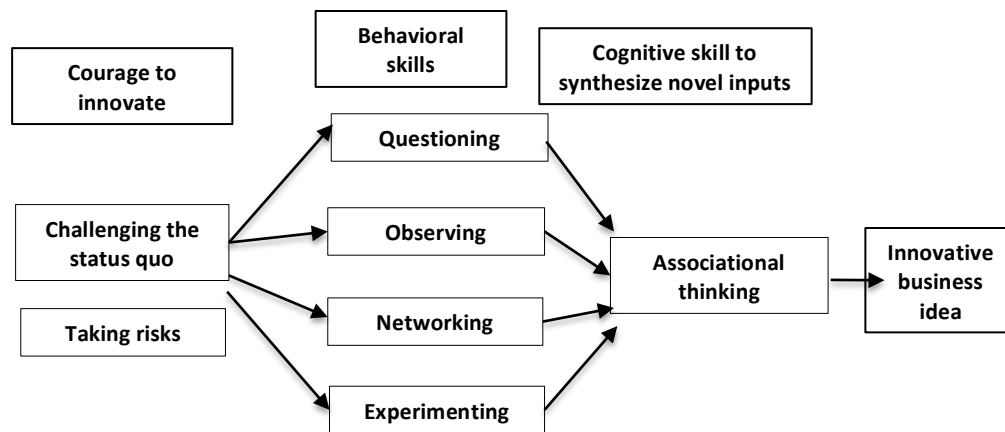 Courage to
innovate
Behavioral
skills
Cognitive skill to
synthesize novel inputs
Challenging the
status quo
Taking risks
Questioning
Observing
Networking
Experimenting
Associational
thinking
Innovative
business
idea